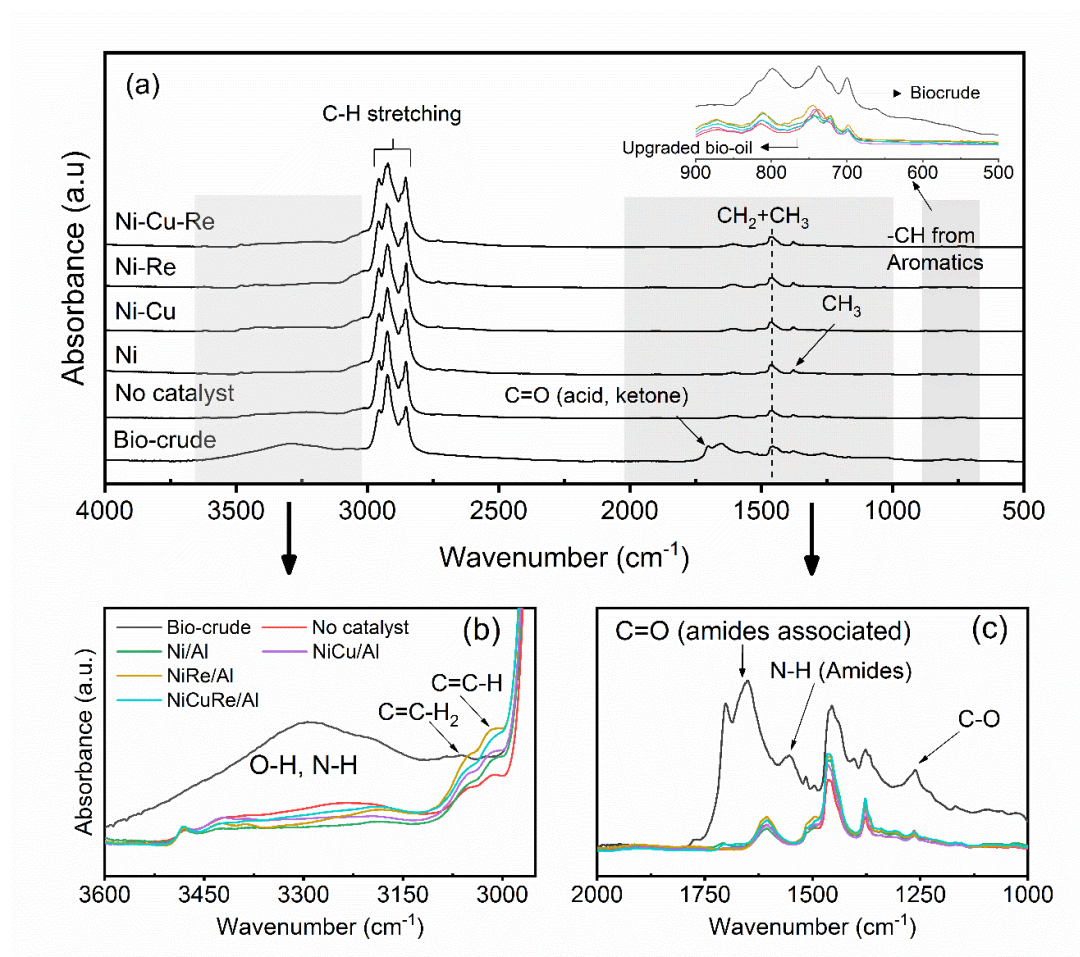 (a)
C-H stretching
Biocrude
Upgraded bio-oil
900 800 700 600 500
Ni-Cu-Re
Ni-Re
Ni-Cu
Ni
No catalyst
Bio-crude
CH2+CH3
-CH from
Aromatics
CH3
C=O (acid, ketone)
Absorbance (a.u
4000 3500 3000 2500 2000 1500 1000 500
Wavenumber (cm-1)
(b)
Bio-crude No catalyst
Ni/Al NiCu/Al
NiRe/Al
NiCuRe/Al
C=C-H
C=C-H2
O-H, N-H
Absorbance (a.u.)
3600 3450 3300 3150 3000
Wavenumber (cm-1)
(c)
C=O (amides associated)
N-H (Amides)
C-O
2000 1750 1500 1250 1000
Wavenumber (cm-1)